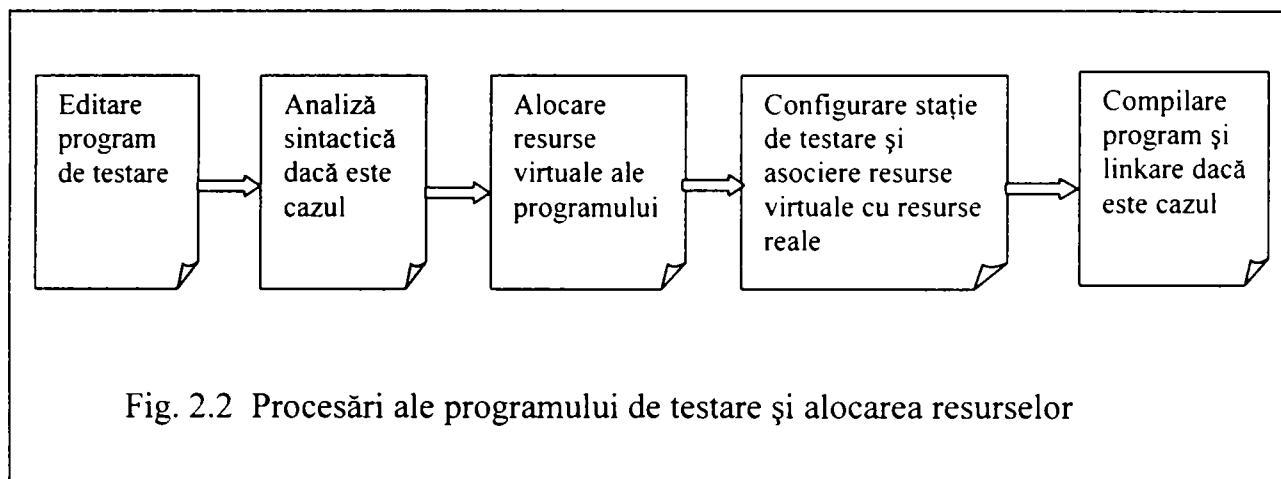 Editare
program
de testare
Analiză
sintactică
dacă este
cazul
Alocare
resurse
virtuale ale
programului
Configurare stație
de testare și
asociere resurse
virtuale cu resurse
reale
Compilare
program și
linkare dacă
este cazul
Fig. 2.2 Procesări ale programului de testare şi alocarea resurselor